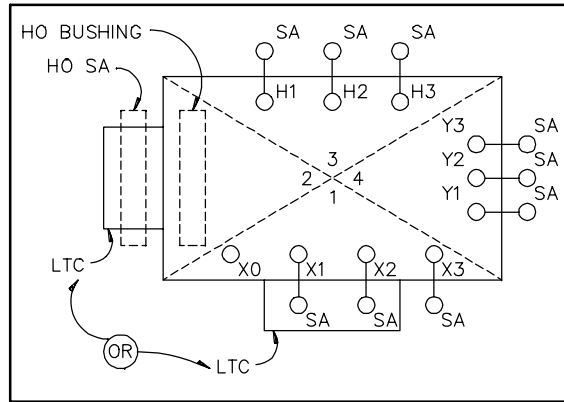 HO BUSHING
SA SA SA
HO SA
H1 H2 H3
Y3 SA
Y2 SA
Y1 SA
3
2 4
1
LTC
X0 X1 X2 X3
SA SA SA
OR
LTC